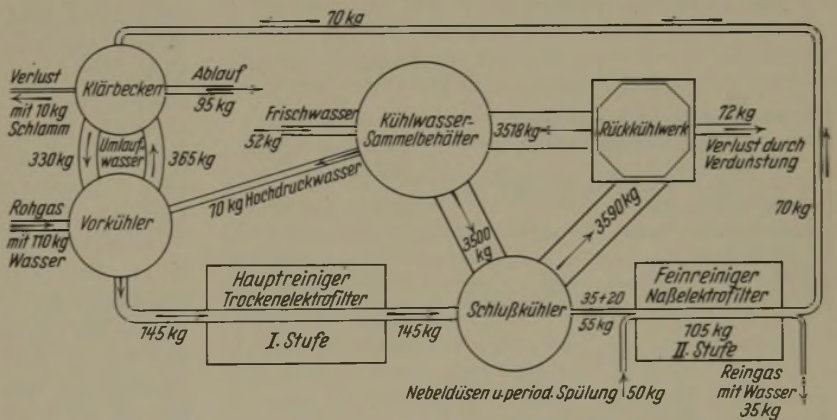 70 kg
Verlust
mit 10kg
Schlamm
Klärbecken
Ablauf
95 kg
Frischwasser
52 kg
Kühlwasser-
Sammelbehälter
3518 kg
Rückkühlwerk
72 kg
Verlust durch
Verdunstung
330 kg
Umlauf-
wasser
365 kg
70 kg Hochdruckwasser
Rohgas
mit 110 kg
Wasser
Vorkühler
3500
kg
3590 kg
70 kg
Hauptreiniger
Trockenelektrofilter
I. Stufe
145 kg
145 kg
Schlußkühler
35+20
55 kg
Feinreiniger
Naßelektrofilter
105 kg
II. Stufe
Nebeldüsen u. period. Spülung
50 kg
Reingas
mit Wasser
35 kg